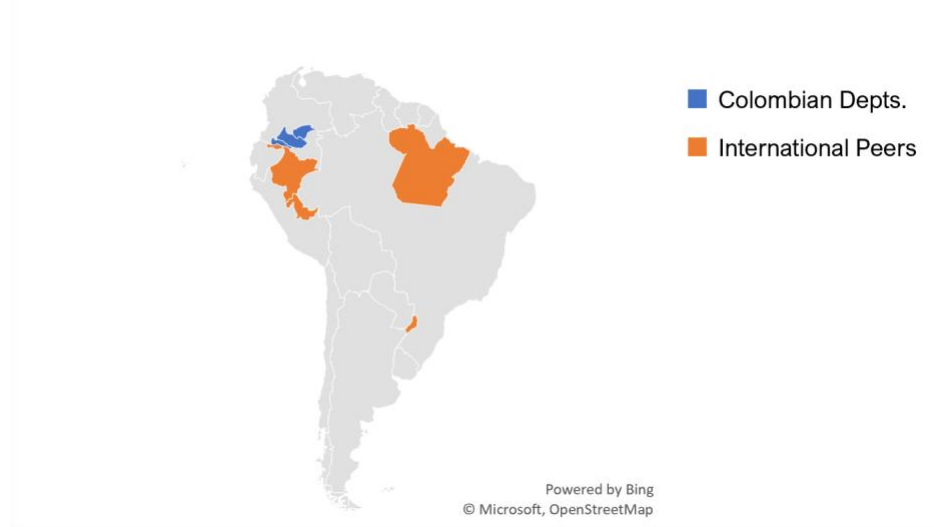 Colombian Depts.
International Peers
Powered by Bing
© Microsoft, OpenStreetMap